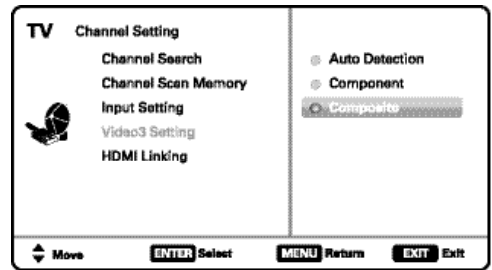 TV Channel Setting
Channel Search
Channel Scan Memory
Input Setting
Video3 Setting
HDMI Linking
Auto Detection
Component
Composite
Move ENTER Select MENU Return EXIT Exit